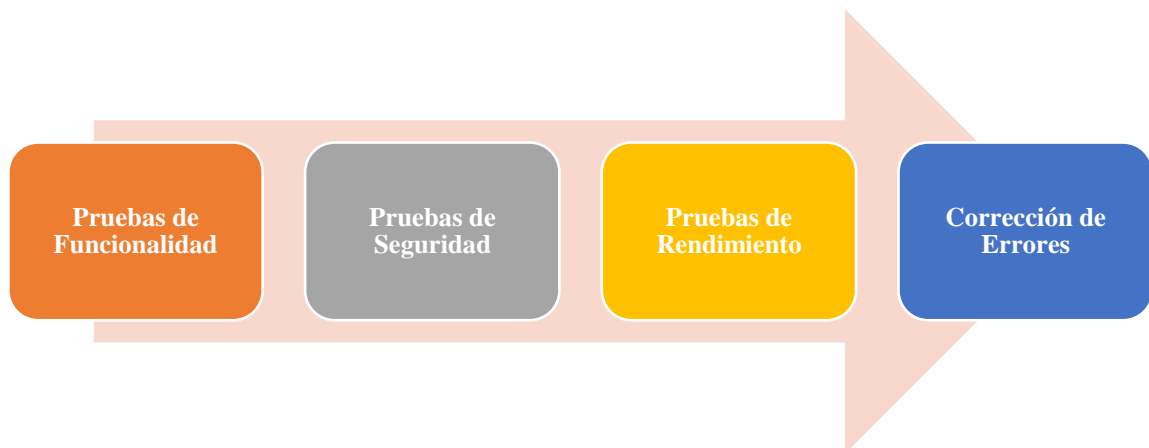 Pruebas de
Funcionalidad
Pruebas de
Seguridad
Pruebas de
Rendimiento
Corrección de
Errores